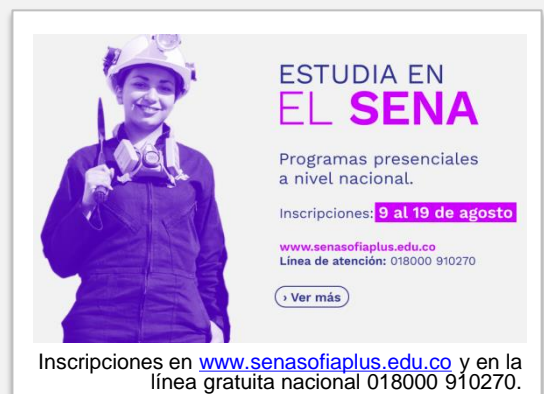 ESTUDIA EN
EL SENA
Programas presenciales
a nivel nacional.
Inscripciones: 9 al 19 de agosto
www.senasofiaplus.edu.co
Línea de atención: 018000 910270
› Ver más
Inscripciones en www.senasofiaplus.edu.co y en la
línea gratuita nacional 018000 910270.